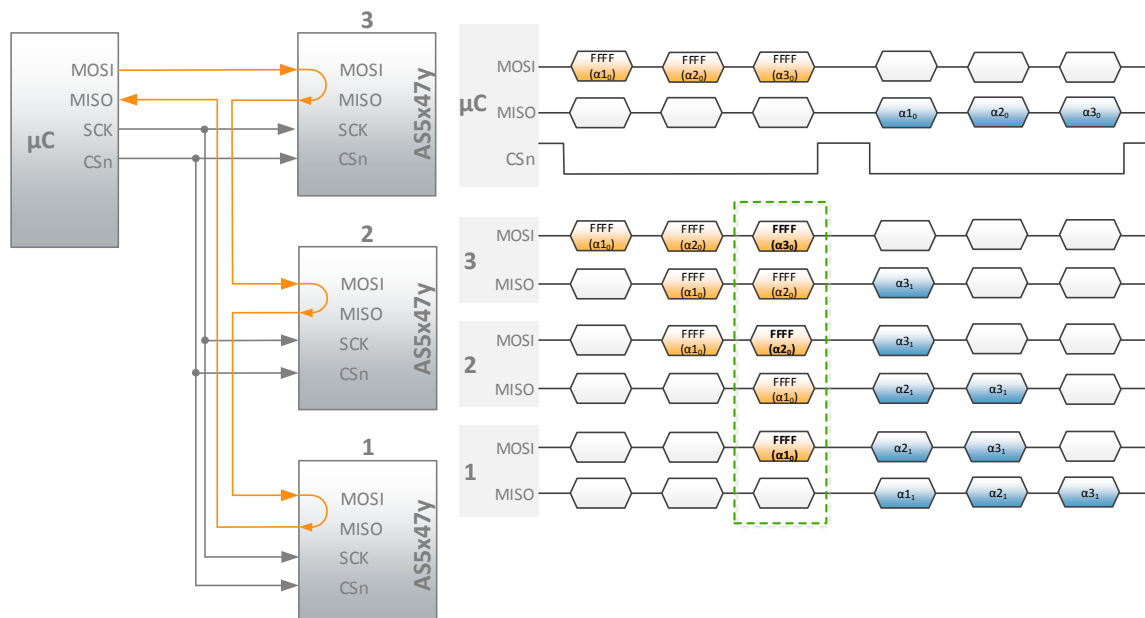 3
MOSI
MISO
SCK
CSn
µC
MOSI
MISO
SCK
CSn
AS5x47y
2
MOSI
MISO
SCK
CSn
AS5x47y
1
MOSI
MISO
SCK
CSn
AS5x47y
µC
MOSI
FFFF
(α1₀)
FFFF
(α2₀)
FFFF
(α3₀)
MISO
α1₀
α2₀
α3₀
CSn
3
MOSI
FFFF
(α1₀)
FFFF
(α2₀)
FFFF
(α3₀)
MISO
FFFF
(α1₀)
FFFF
(α2₀)
α3₁
2
MOSI
FFFF
(α1₀)
FFFF
(α2₀)
α3₁
MISO
FFFF
(α1₀)
α2₁
α3₁
1
MOSI
FFFF
(α1₀)
α2₁
α3₁
MISO
α1₁
α2₁
α3₁